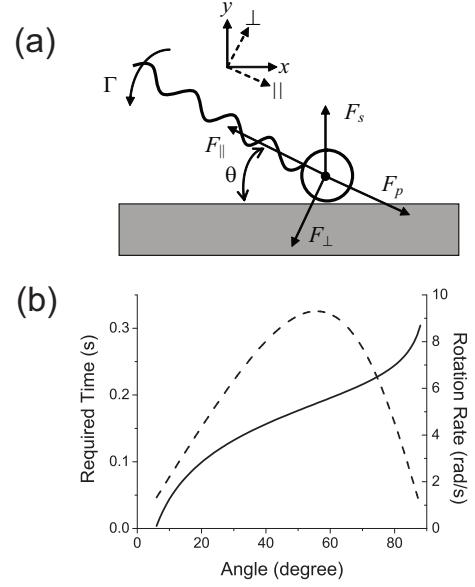 (a)
y
⊥
x
||
Γ
F_s
F_||
θ
F_p
F_⊥
(b)
Required Time (s)
0.3
0.2
0.1
0.0
10
8
6
4
2
0
Rotation Rate (rad/s)
0 20 40 60 80
Angle (degree)